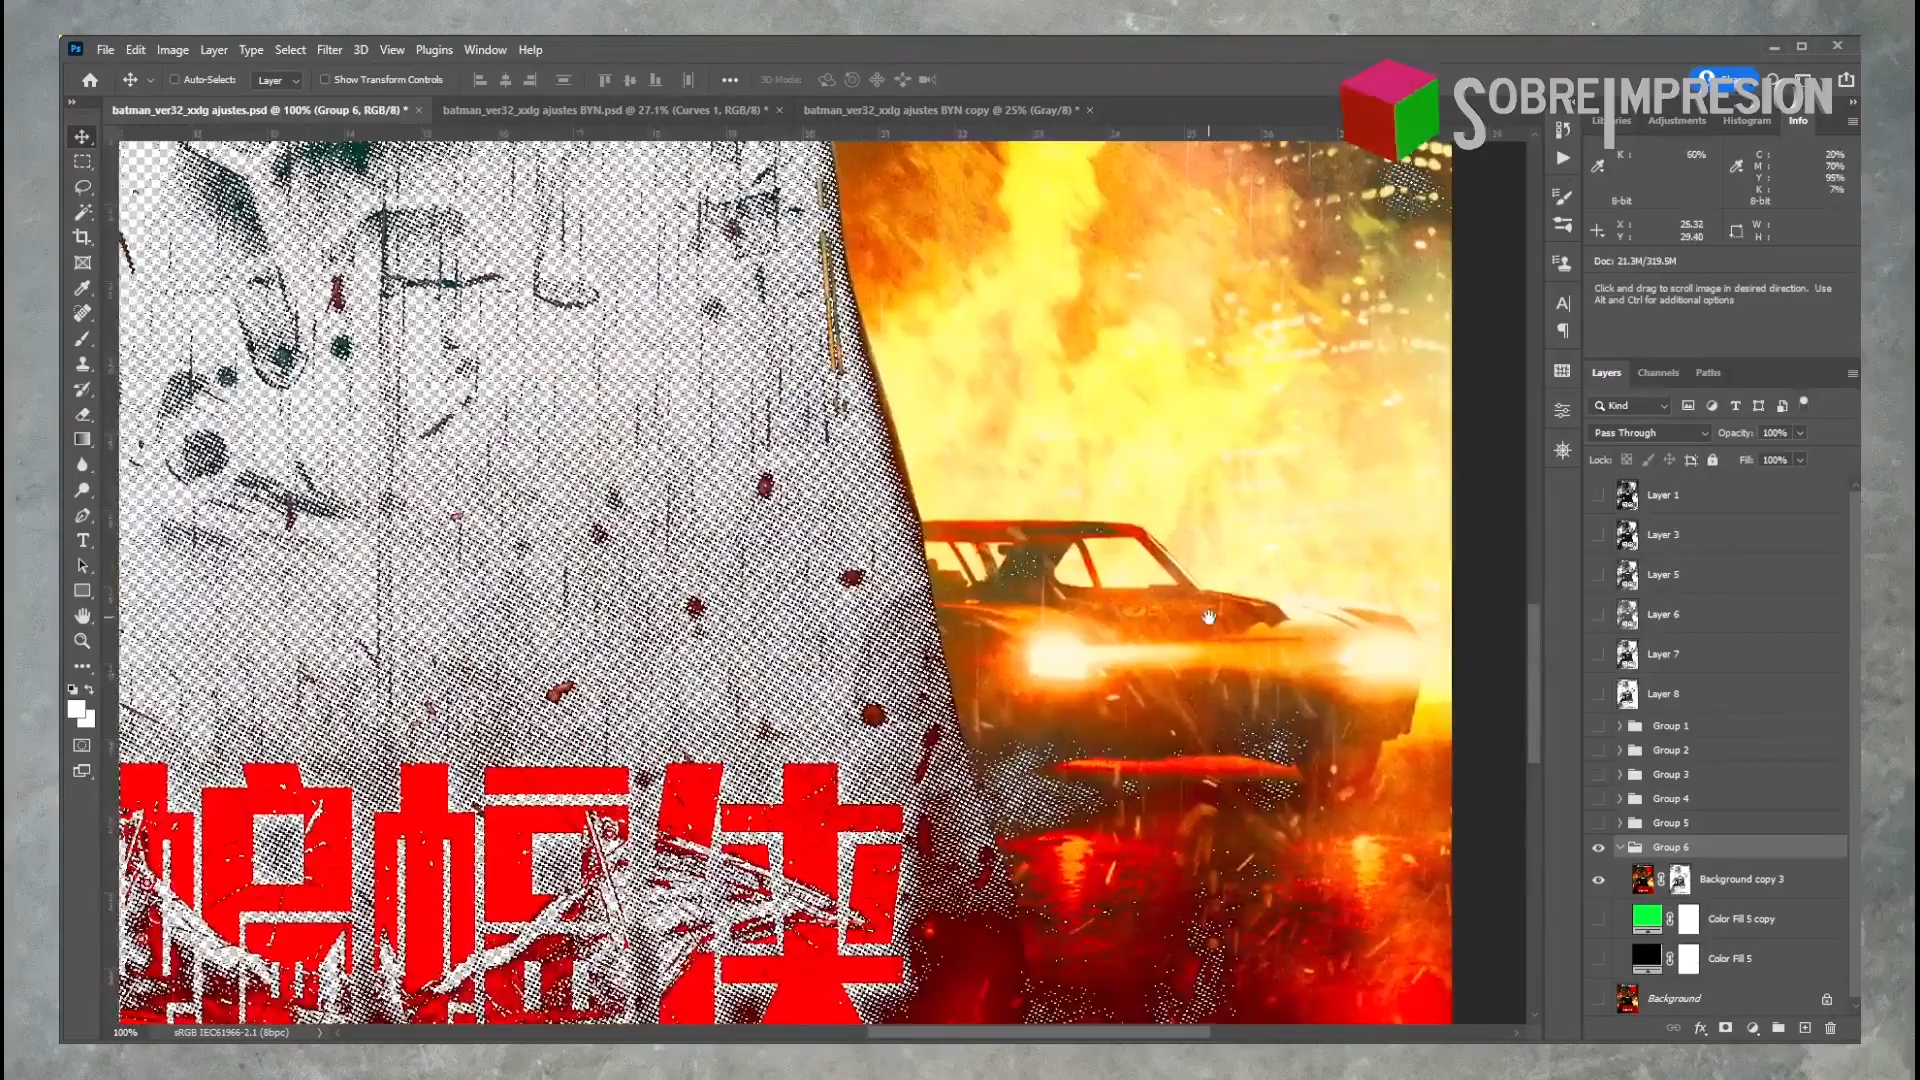 Ps File Edit Image Layer Type Select Filter 3D View Plugins Window Help
Auto-Select: Layer Show Transform Controls 3D Mode:
SOBREIMPRESION
batman_ver32_xxlg ajustes.psd @ 100% (Group 6, RGB/8) *
batman_ver32_xxlg ajustes BYN.psd @ 27.1% (Curves 1, RGB/8) *
batman_ver32_xxlg ajustes BYN copy @ 25% (Gray/8) *
Libraries Adjustments Histogram Info
K: 60%
8-bit
C: 20%
M: 70%
Y: 95%
K: 7%
8-bit
X: 25.32
Y: 29.40
W:
H:
Doc: 21.3M/319.5M
Click and drag to scroll image in desired direction. Use
Alt and Ctrl for additional options
Layers Channels Paths
Kind
Pass Through Opacity: 100%
Lock: Fill: 100%
Layer 1
Layer 3
Layer 5
Layer 6
Layer 7
Layer 8
Group 1
Group 2
Group 3
Group 4
Group 5
Group 6
Background copy 3
Color Fill 5 copy
Color Fill 5
Background
100% sRGB IEC61966-2.1 (8bpc)